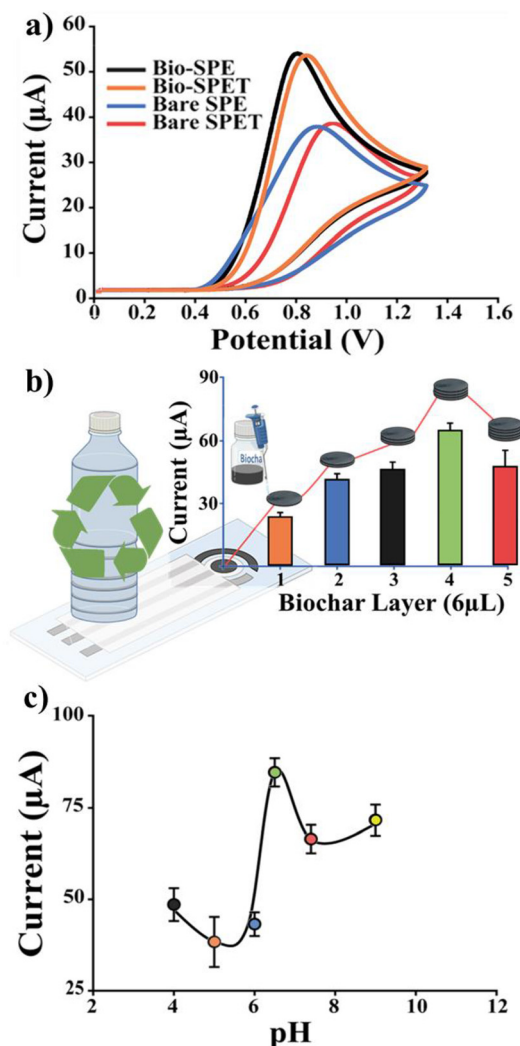 a)
60
50
40
30
20
10
0
Current (µA)
Bio-SPE
Bio-SPET
Bare SPE
Bare SPET
0 0.2 0.4 0.6 0.8 1.0 1.2 1.4 1.6
Potential (V)
b)
90
60
30
Current (µA)
Biocha
1 2 3 4 5
Biochar Layer (6µL)
c)
100
75
50
25
Current (µA)
2 4 6 8 10 12
pH